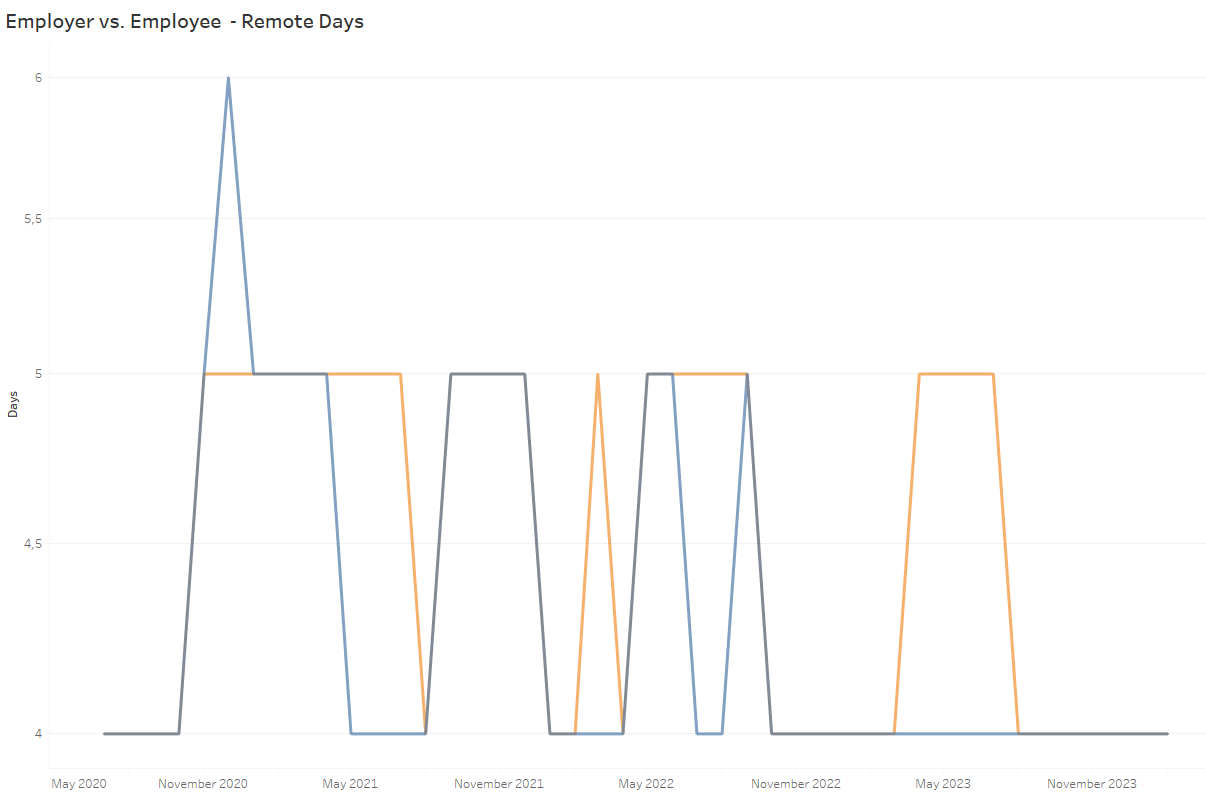 Employer vs. Employee  - Remote Days
6
5,5
5
4,5
4
Days
May 2020
November 2020
May 2021
November 2021
May 2022
November 2022
May 2023
November 2023